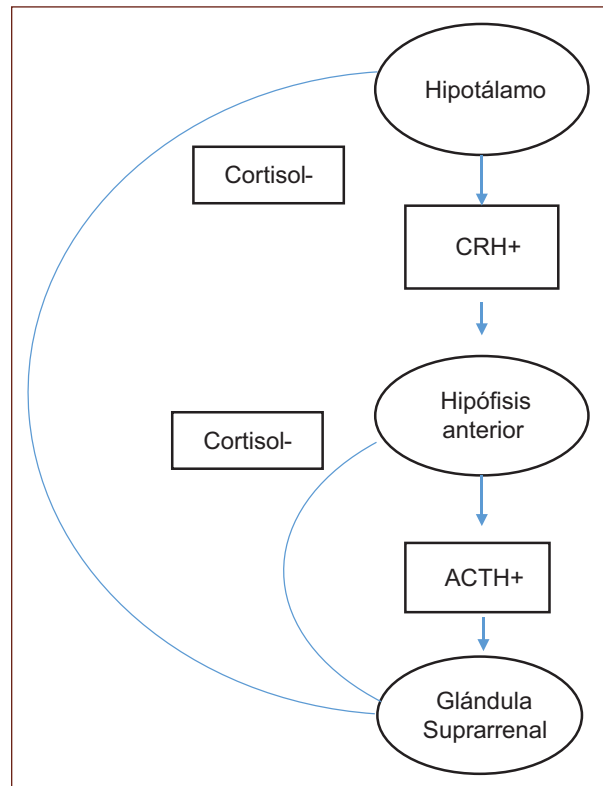 Hipotálamo
Cortisol-
CRH+
Hipófisis
anterior
Cortisol-
ACTH+
Glándula
Suprarrenal